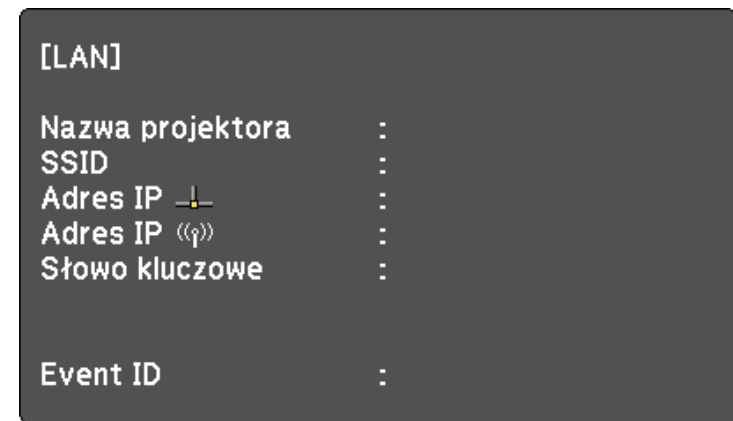 [LAN]
Nazwa projektora :
SSID :
Adres IP :
Adres IP :
Słowo kluczowe :
Event ID :